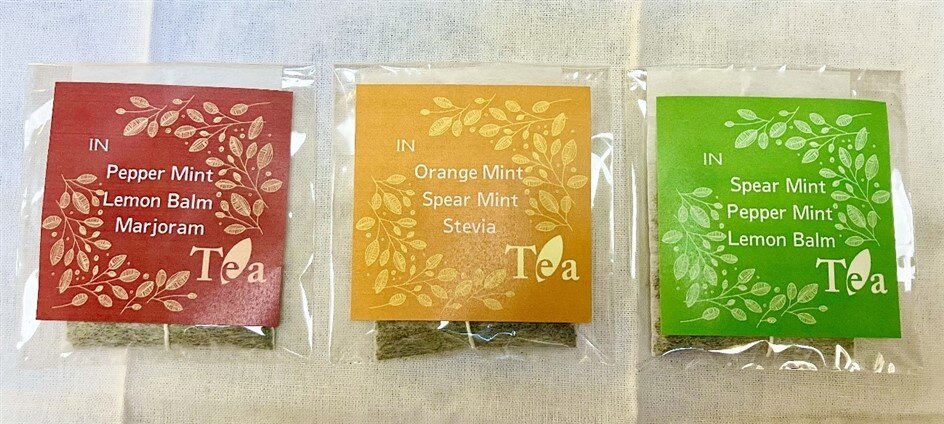 IN
Pepper Mint
Lemon Balm
Marjoram
Tea
IN
Orange Mint
Spear Mint
Stevia
Tea
IN
Spear Mint
Pepper Mint
Lemon Balm
Tea